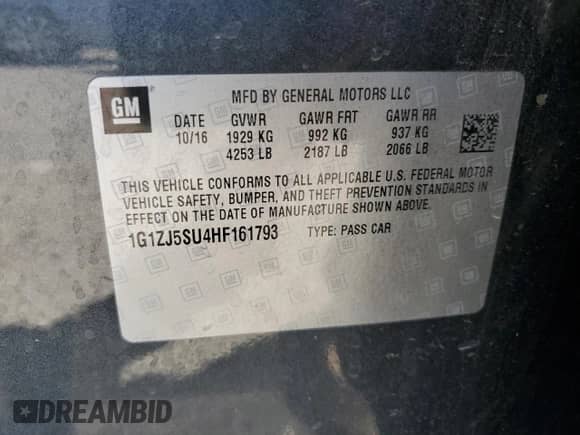 GM
MFD BY GENERAL MOTORS LLC
DATE GVWR GAWR FRT GAWR RR
10/16 1929 KG 992 KG 937 KG
4253 LB 2187 LB 2066 LB
THIS VEHICLE CONFORMS TO ALL APPLICABLE U.S. FEDERAL MOTOR
VEHICLE SAFETY, BUMPER, AND THEFT PREVENTION STANDARDS IN
EFFECT ON THE DATE OF MANUFACTURE SHOWN ABOVE.
1G1ZJ5SU4HF161793 TYPE: PASS CAR
DREAMBID